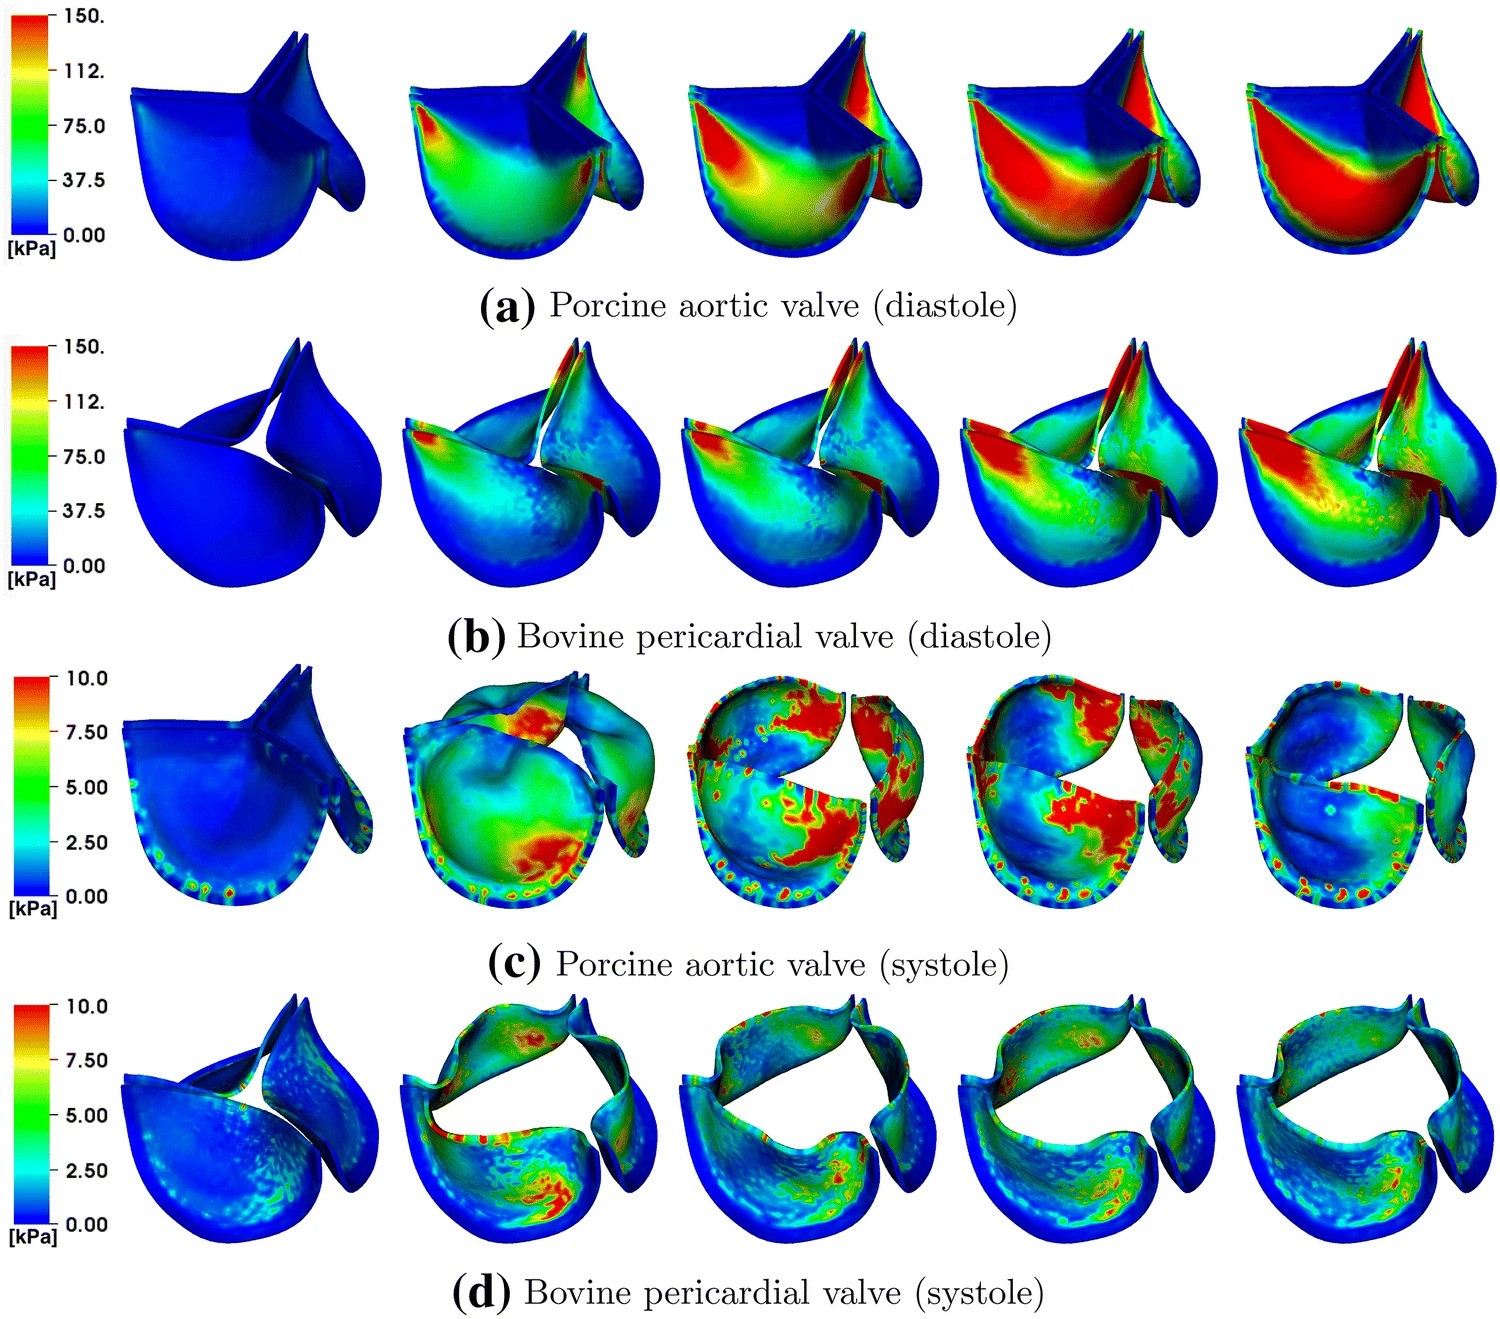 150.
112.
75.0
37.5
0.00
[kPa]
(a) Porcine aortic valve (diastole)
150.
112.
75.0
37.5
0.00
[kPa]
(b) Bovine pericardial valve (diastole)
10.0
7.50
5.00
2.50
0.00
[kPa]
(c) Porcine aortic valve (systole)
10.0
7.50
5.00
2.50
0.00
[kPa]
(d) Bovine pericardial valve (systole)